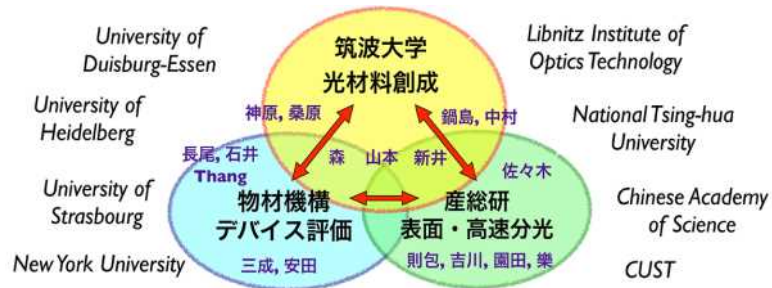 University of
Duisburg-Essen
University of
Heidelberg
University of
Strasbourg
New York University
筑波大学
光材料創成
神原, 桑原
鍋島, 中村
長尾, 石井
Thang
森 山本 新井
佐々木
物材機構
デバイス評価
三成, 安田
産総研
表面・高速分光
則包, 吉川, 園田, 樂
Libnitz Institute of
Optics Technology
National Tsing-hua
University
Chinese Academy
of Science
CUST